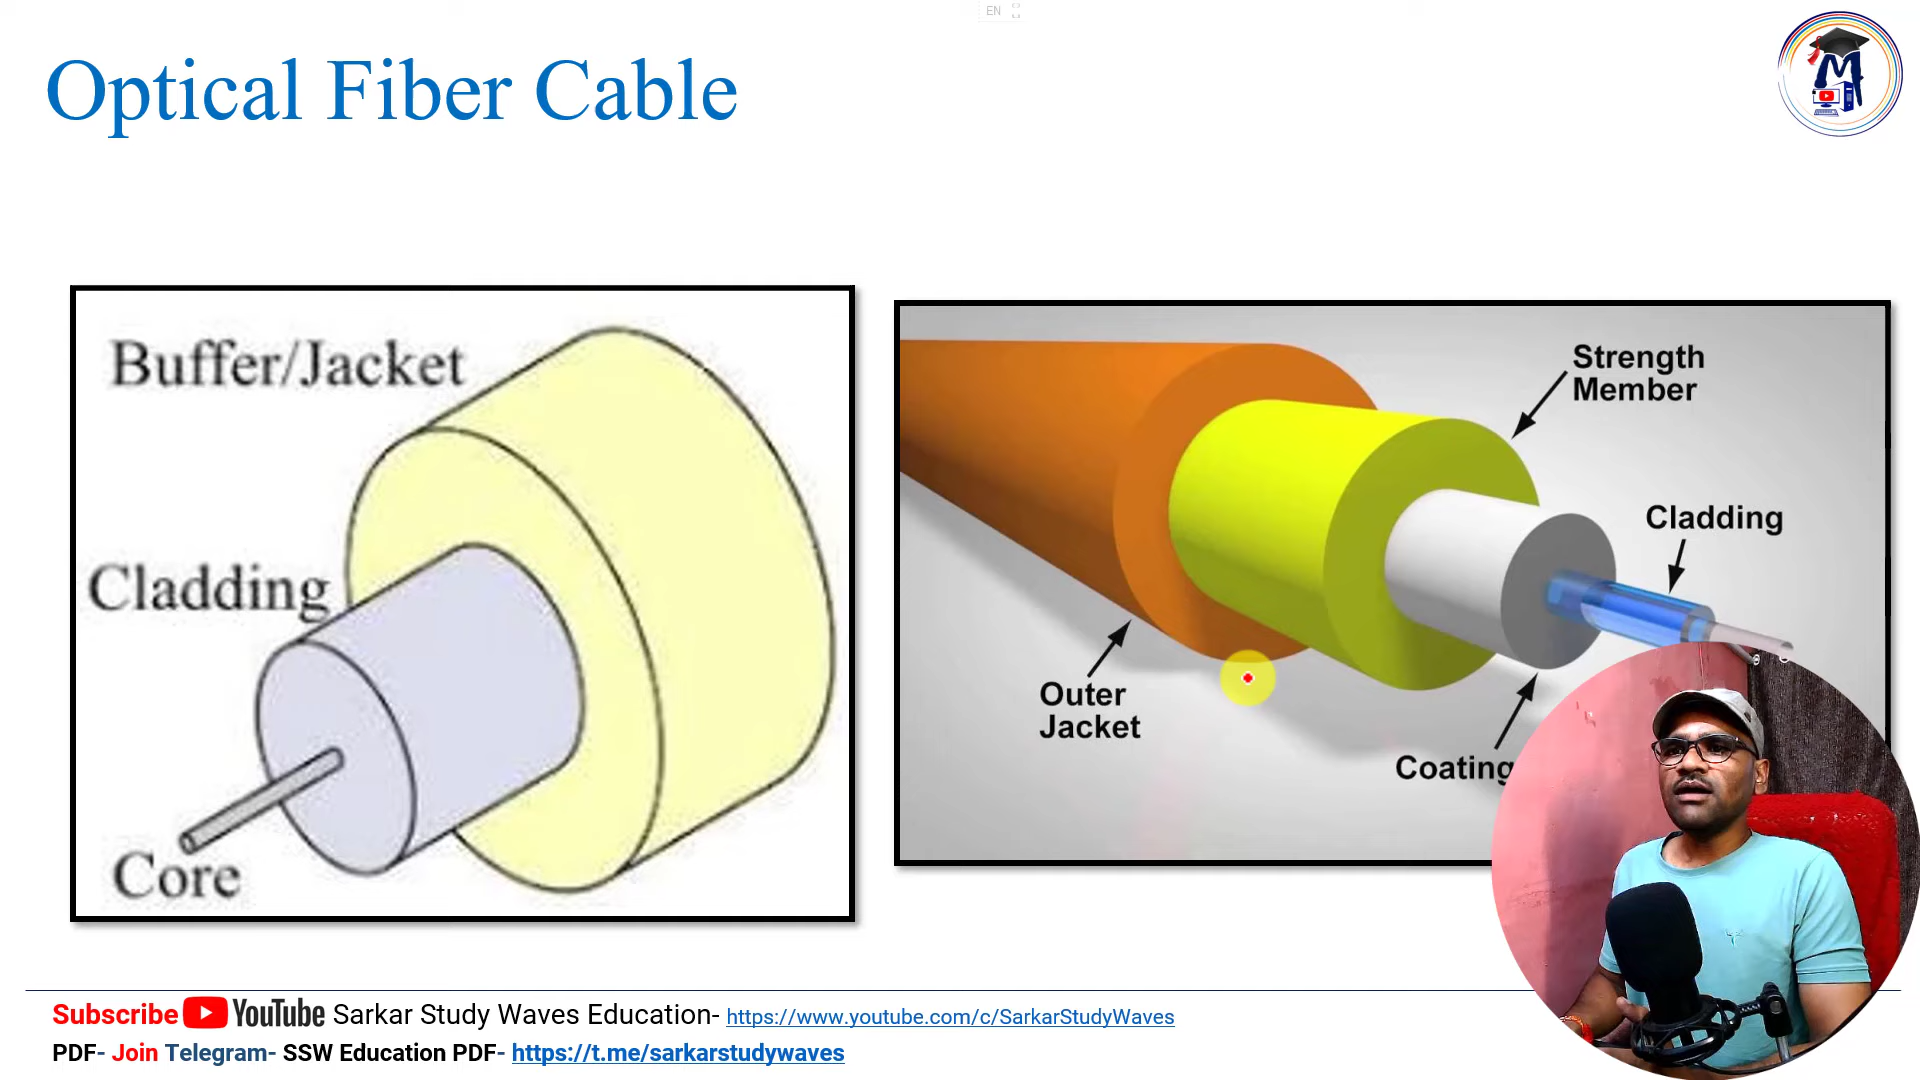 EN
Optical Fiber Cable
Buffer/Jacket
Cladding
Core
Strength
Member
Cladding
Outer
Jacket
Coating
Subscribe YouTube Sarkar Study Waves Education- https://www.youtube.com/c/SarkarStudyWaves
PDF- Join Telegram- SSW Education PDF- https://t.me/sarkarstudywaves